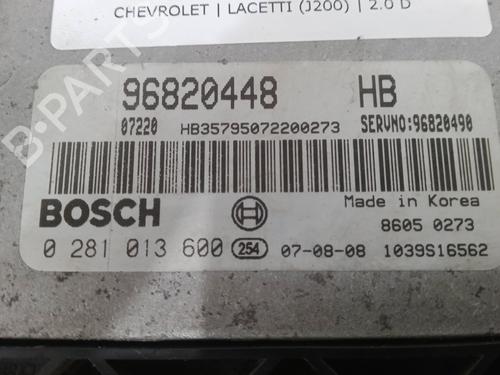 CHEVROLET | LACETTI (J200) | 2.0 D
96820448 HB
07220 HB35795072200273 SERVNO:96820490
BOSCH Made in Korea
8605 0273
0 281 013 600 254 07-08-08 1039S16562
B-PARTS